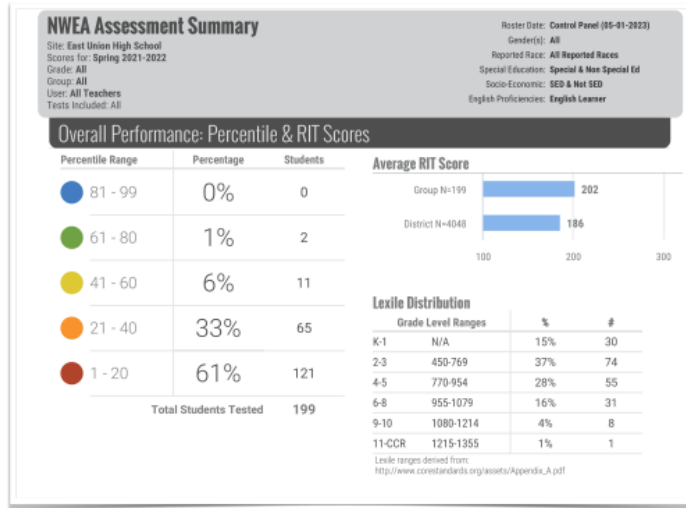 NWEA Assessment Summary
Site: East Union High School
Scores for: Spring 2021-2022
Grade: All
Group: All
User: All Teachers
Tests Included: All
Roster Date: Control Panel (05-01-2023)
Gender(s): All
Reported Race: All Reported Races
Special Education: Special & Non Special Ed
Socio-Economic: SED & Not SED
English Proficiencies: English Learner
Overall Performance: Percentile & RIT Scores
Percentile Range Percentage Students
81 - 99 0% 0
61 - 80 1% 2
41 - 60 6% 11
21 - 40 33% 65
1 - 20 61% 121
Total Students Tested 199
Average RIT Score
Group N=199 202
District N=4048 186
100 200 300
Lexile Distribution
Grade Level Ranges % #
K-1 N/A 15% 30
2-3 450-769 37% 74
4-5 770-954 28% 55
6-8 955-1079 16% 31
9-10 1080-1214 4% 8
11-CCR 1215-1355 1% 1
Lexile ranges derived from:
http://www.corestandards.org/assets/Appendix_A.pdf